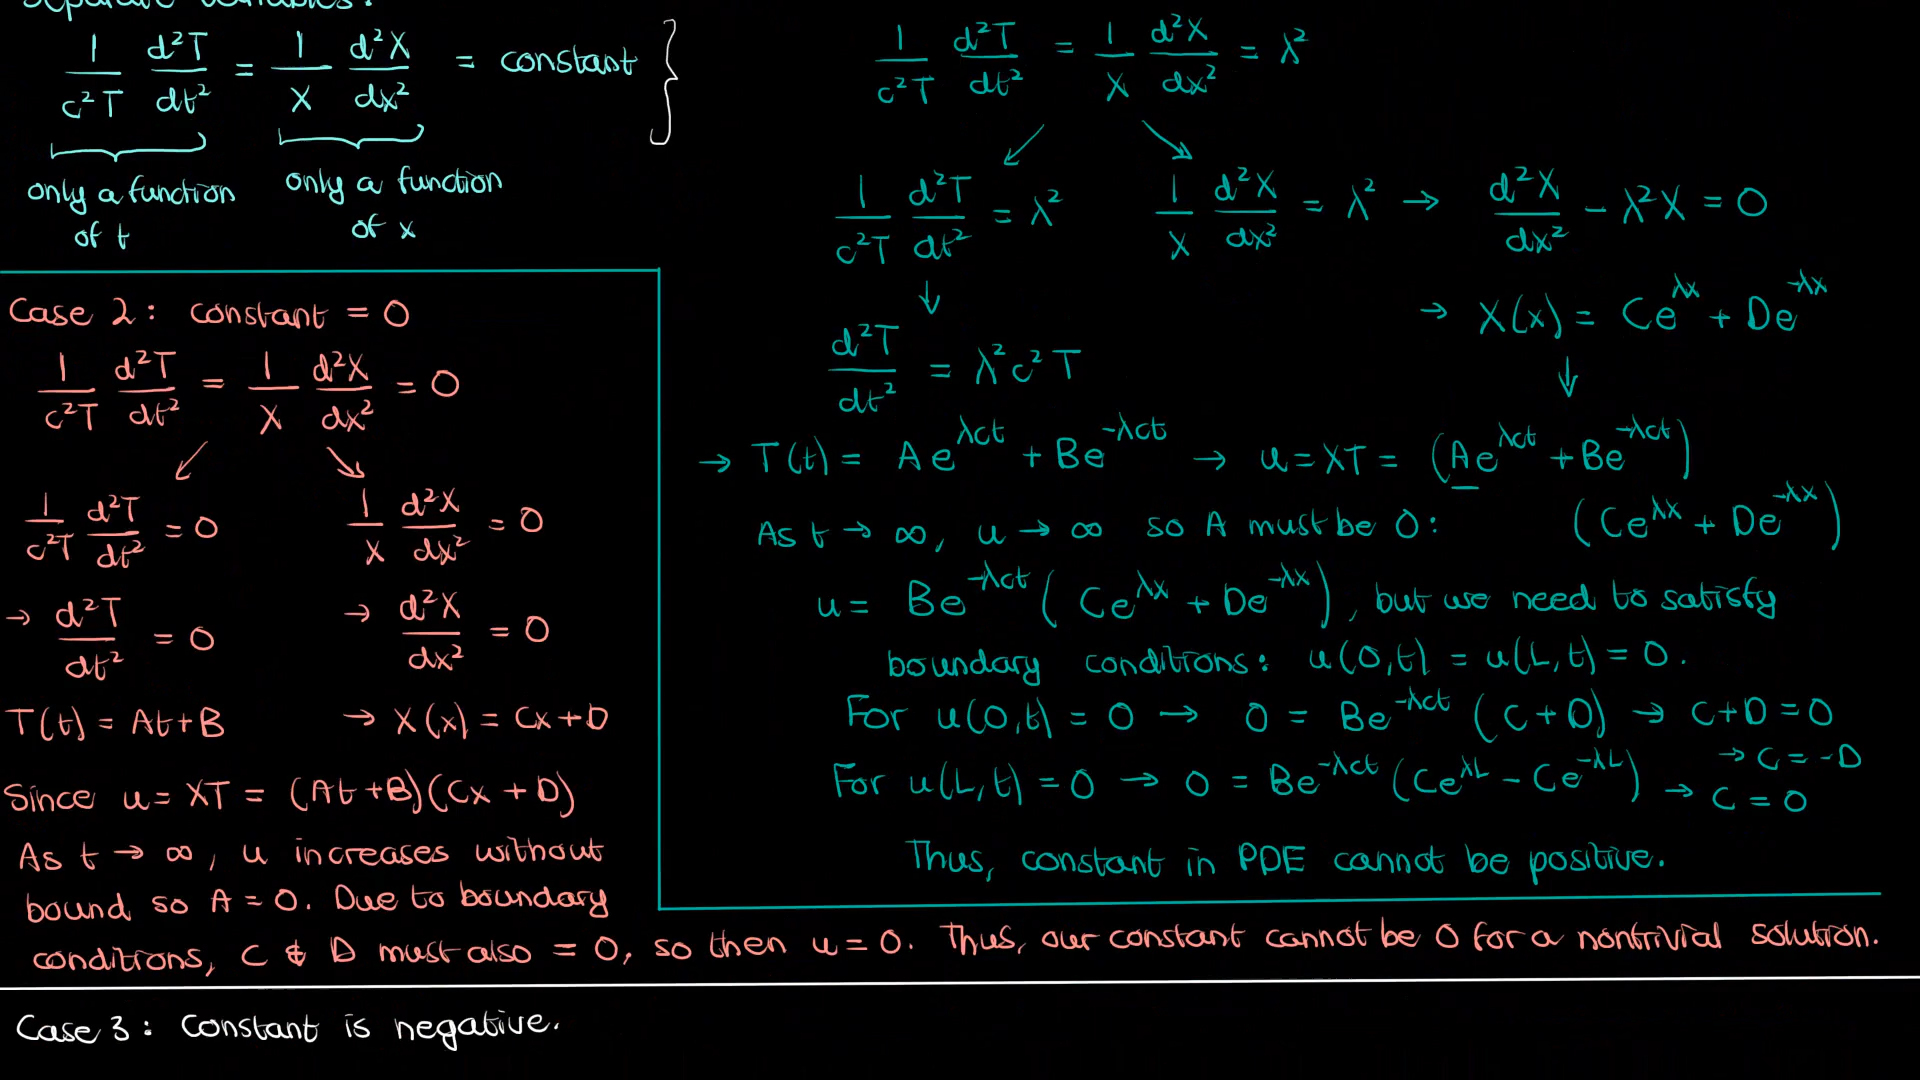 Separate variables:
1/(c²T) d²T/dt² = 1/X d²X/dx² = constant }
only a function of t
only a function of x
1/(c²T) d²T/dt² = 1/X d²X/dx² = λ²
1/(c²T) d²T/dt² = λ²
1/X d²X/dx² = λ² → d²X/dx² - λ²X = 0
→ X(x) = Ce^(λx) + De^(-λx)
↓
d²T/dt² = λ²c²T
→ T(t) = Ae^(λct) + Be^(-λct) → u = XT = (Ae^(λct) + Be^(-λct))
(Ce^(λx) + De^(-λx))
As t → ∞, u → ∞ so A must be 0:
u = Be^(-λct) (Ce^(λx) + De^(-λx)), but we need to satisfy
boundary conditions: u(0,t) = u(L,t) = 0.
For u(0,t) = 0 → 0 = Be^(-λct) (C+D) → C+D = 0
→ C = -D
For u(L,t) = 0 → 0 = Be^(-λct) (Ce^(λL) - Ce^(-λL)) → C = 0
Thus, constant in PDE cannot be positive.
Case 2: constant = 0
1/(c²T) d²T/dt² = 1/X d²X/dx² = 0
1/(c²T) d²T/dt² = 0
1/X d²X/dx² = 0
→ d²T/dt² = 0
→ d²X/dx² = 0
T(t) = At+B → X(x) = Cx+D
Since u = XT = (At+B)(Cx+D)
As t → ∞, u increases without
bound so A = 0. Due to boundary
conditions, C & D must also = 0, so then u = 0. Thus, our constant cannot be 0 for a nontrivial solution.
Case 3: Constant is negative.